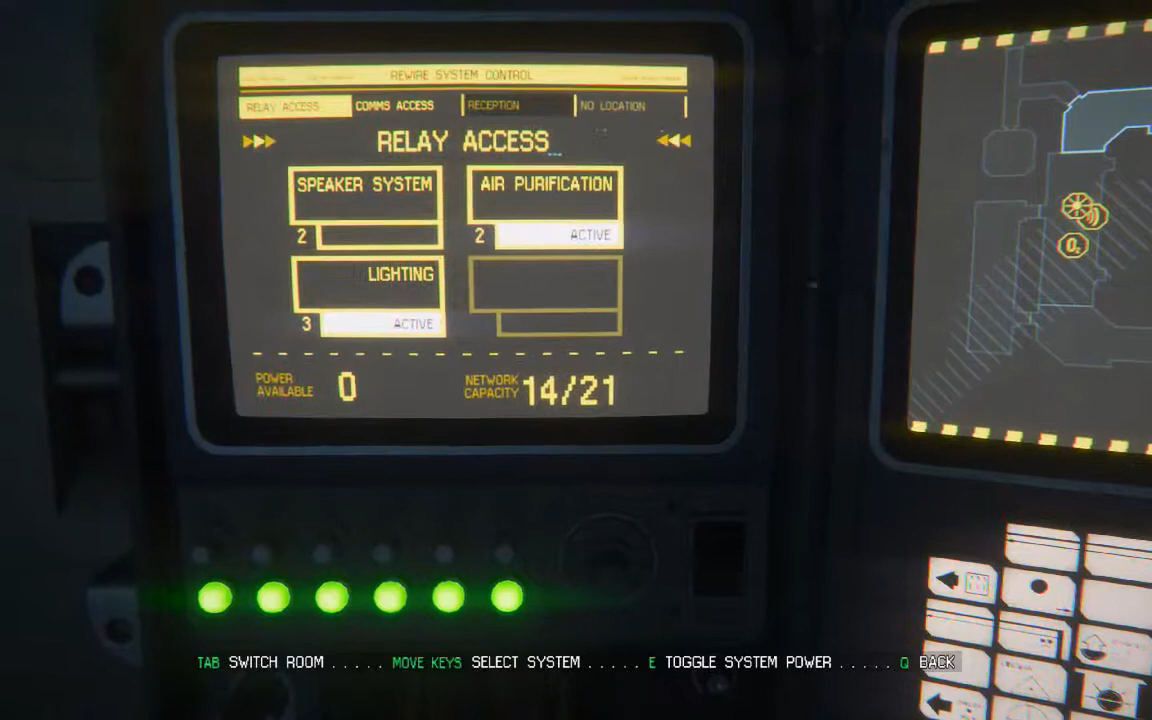 REWIRE SYSTEM CONTROL
RELAY ACCESS COMMS ACCESS RECEPTION NO LOCATION
RELAY ACCESS
SPEAKER SYSTEM AIR PURIFICATION
2 2 ACTIVE
LIGHTING
3 ACTIVE
POWER AVAILABLE 0 NETWORK CAPACITY 14/21
O2
TAB SWITCH ROOM ..... MOVE KEYS SELECT SYSTEM ..... E TOGGLE SYSTEM POWER ..... Q BACK